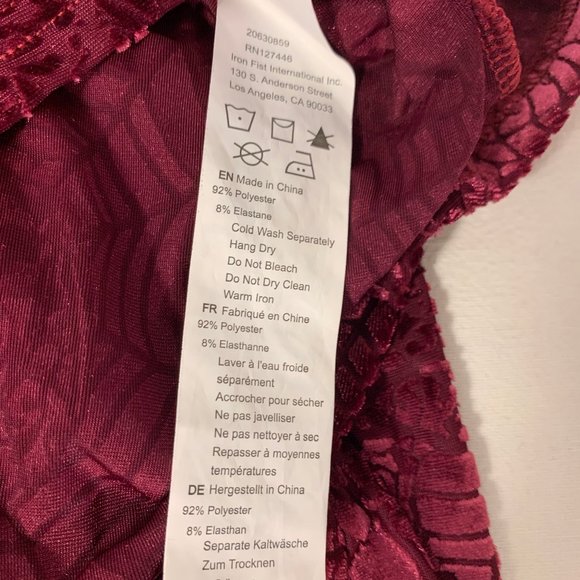 20630859
RN127446
Iron Fist International Inc.
130 S. Anderson Street
Los Angeles, CA 90033
EN Made in China
92% Polyester
8% Elastane
Cold Wash Separately
Hang Dry
Do Not Bleach
Do Not Dry Clean
Warm Iron
FR Fabriqué en Chine
92% Polyester
8% Elasthanne
Laver à l'eau froide
séparément
Accrocher pour sécher
Ne pas javelliser
Ne pas nettoyer à sec
Repasser à moyennes
températures
DE Hergestellt in China
92% Polyester
8% Elasthan
Separate Kaltwäsche
Zum Trocknen